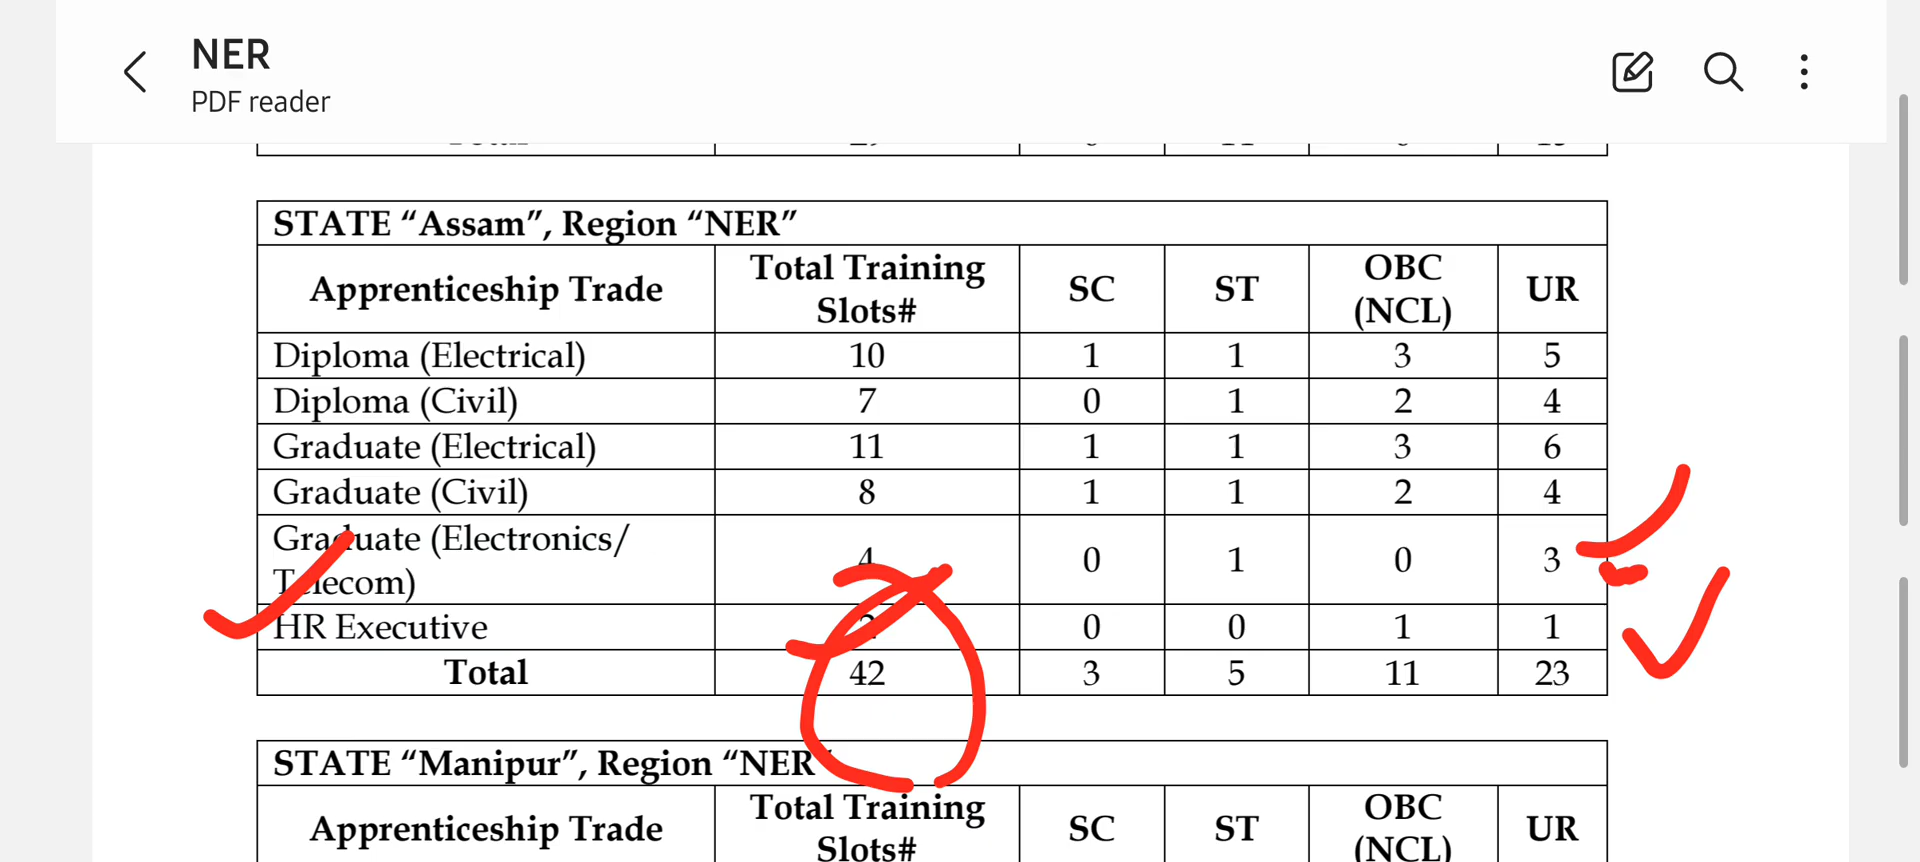 NER
PDF reader
STATE “Assam”, Region “NER”
Apprenticeship Trade Total Training Slots# SC ST OBC (NCL) UR
Diploma (Electrical) 10 1 1 3 5
Diploma (Civil) 7 0 1 2 4
Graduate (Electrical) 11 1 1 3 6
Graduate (Civil) 8 1 1 2 4
Graduate (Electronics/ Telecom) 4 0 1 0 3
HR Executive 2 0 0 1 1
Total 42 3 5 11 23
STATE “Manipur”, Region “NER
Apprenticeship Trade Total Training Slots# SC ST OBC (NCL) UR